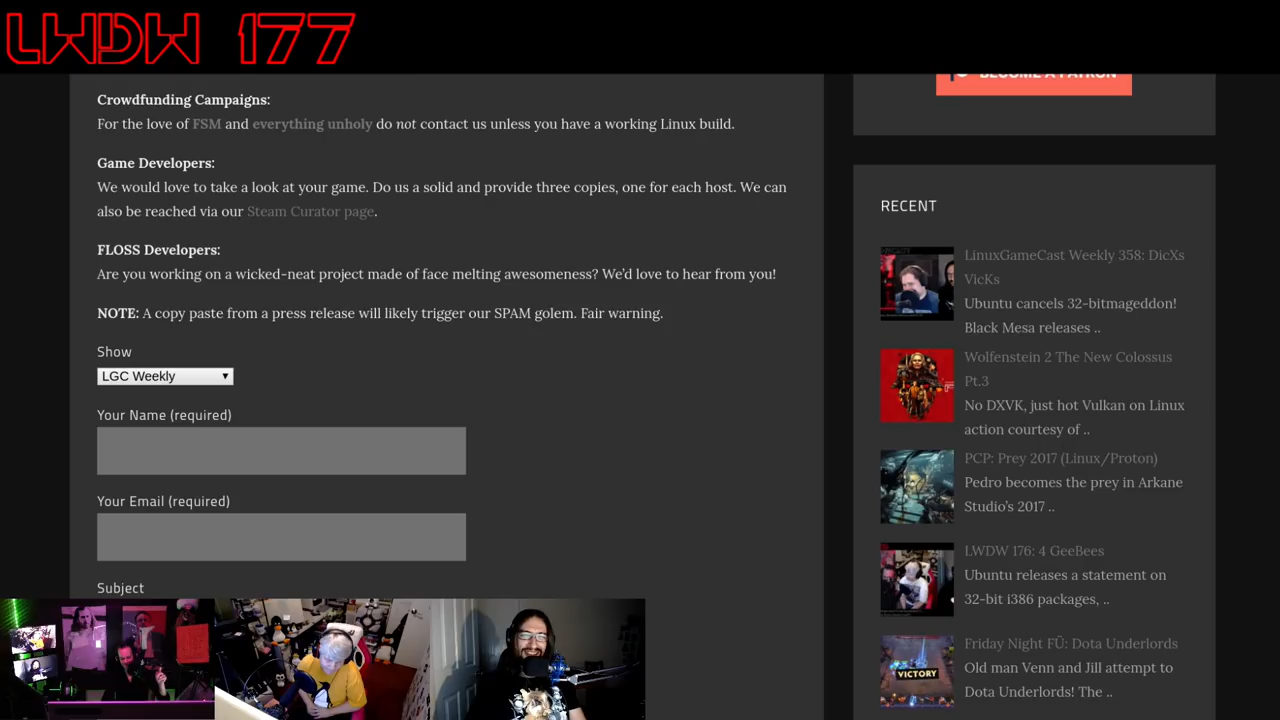 LWDW 177
BECOME A PATRON
Crowdfunding Campaigns:
For the love of FSM and everything unholy do not contact us unless you have a working Linux build.
Game Developers:
We would love to take a look at your game. Do us a solid and provide three copies, one for each host. We can
also be reached via our Steam Curator page.
FLOSS Developers:
Are you working on a wicked-neat project made of face melting awesomeness? We'd love to hear from you!
NOTE: A copy paste from a press release will likely trigger our SPAM golem. Fair warning.
Show
LGC Weekly
Your Name (required)
Your Email (required)
Subject
RECENT
LinuxGameCast Weekly 358: DicXs
VicKs
Ubuntu cancels 32-bitmageddon!
Black Mesa releases ..
Wolfenstein 2 The New Colossus
Pt.3
No DXVK, just hot Vulkan on Linux
action courtesy of ..
PCP: Prey 2017 (Linux/Proton)
Pedro becomes the prey in Arkane
Studio's 2017 ..
LWDW 176: 4 GeeBees
Ubuntu releases a statement on
32-bit i386 packages, ..
Friday Night FÜ: Dota Underlords
Old man Venn and Jill attempt to
Dota Underlords! The ..
VICTORY